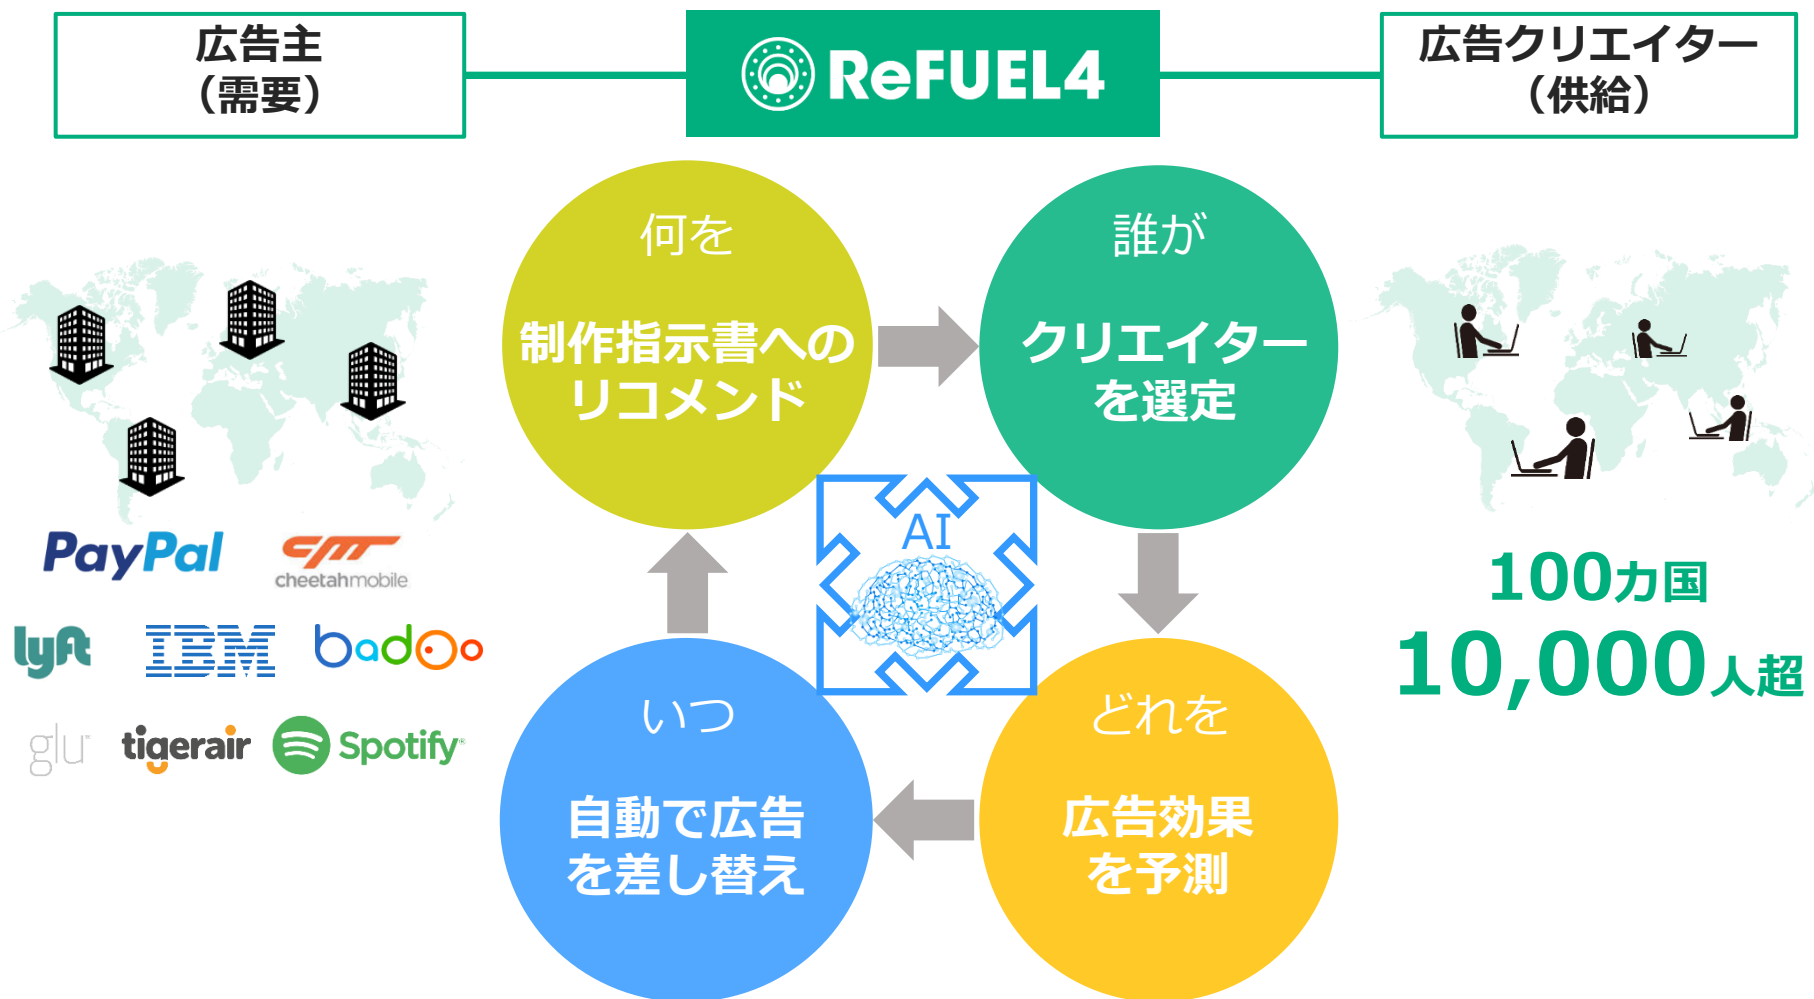 広告主
（需要）
ReFUEL4
広告クリエイター
（供給）
何を
制作指示書への
リコメンド
誰が
クリエイター
を選定
AI
いつ
自動で広告
を差し替え
どれを
広告効果
を予測
PayPal
cm
cheetahmobile
lyft
IBM
badoo
glu
tigerair
Spotify®
100カ国
10,000人超